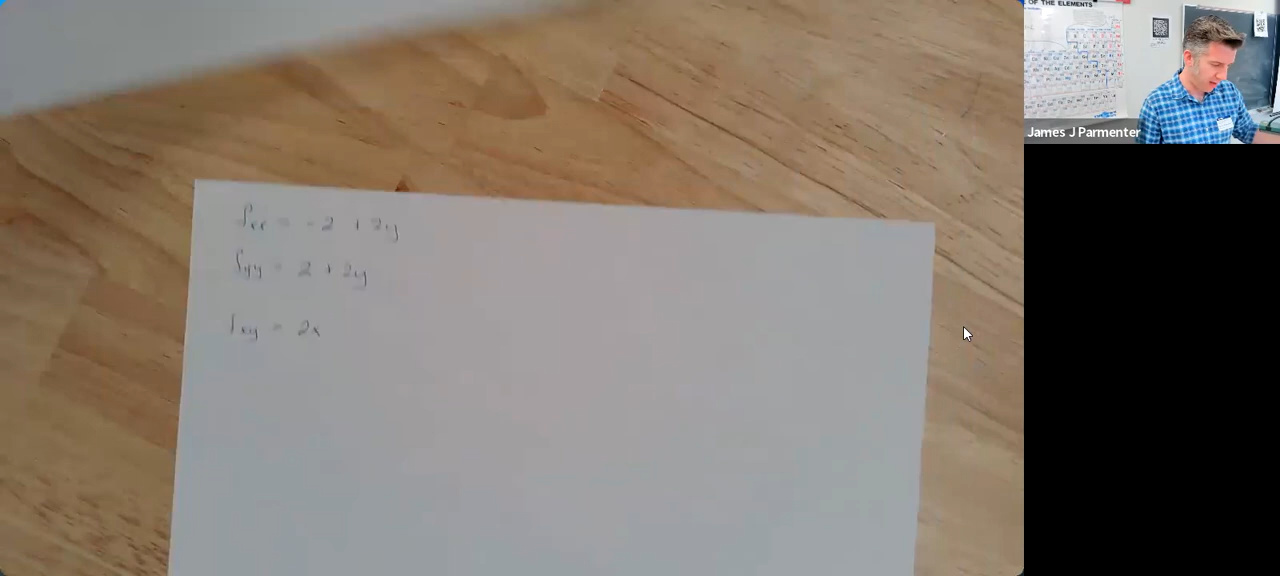 OF THE ELEMENTS
James J Parmenter
fxx = -2 + 2y
fyy = 2 + 2y
fxy = 2x